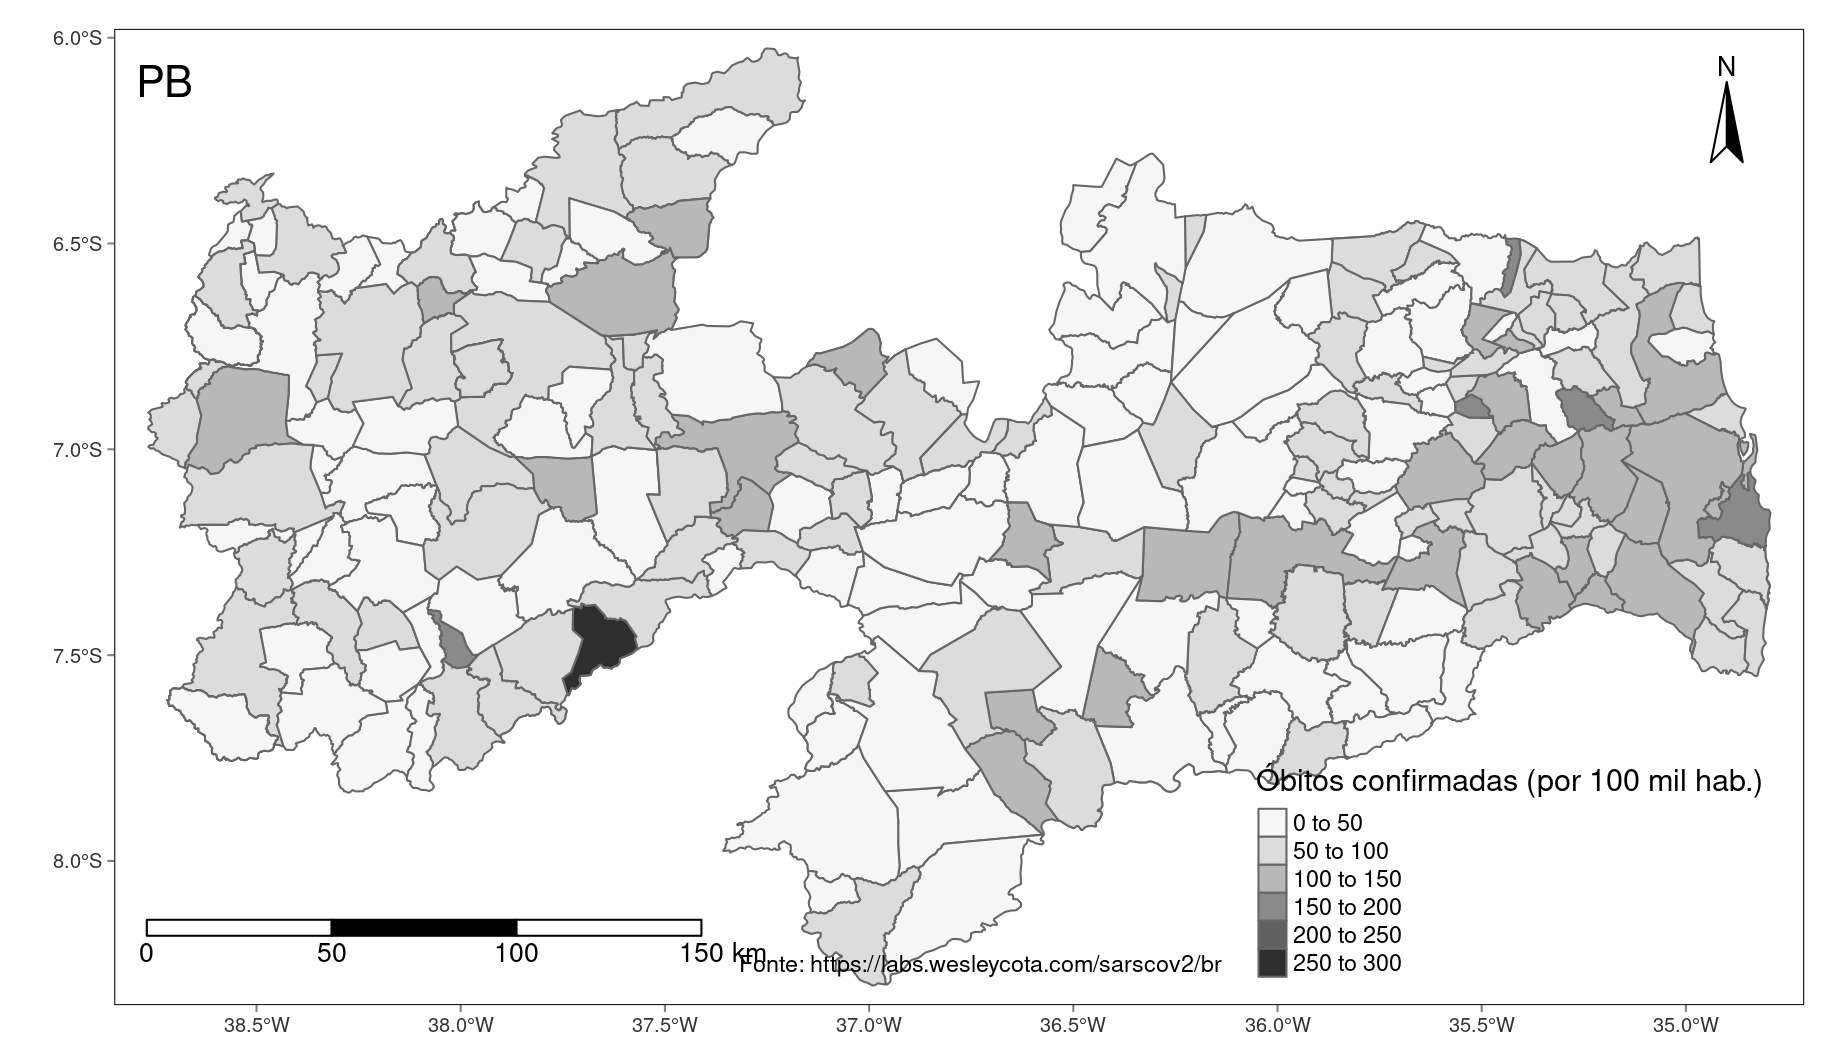 PB
N
6.0°S
6.5°S
7.0°S
7.5°S
8.0°S
Óbitos confirmadas (por 100 mil hab.)
0 to 50
50 to 100
100 to 150
150 to 200
200 to 250
250 to 300
0 50 100 150 km
Fonte: https://labs.wesleycota.com/sarscov2/br
38.5°W 38.0°W 37.5°W 37.0°W 36.5°W 36.0°W 35.5°W 35.0°W